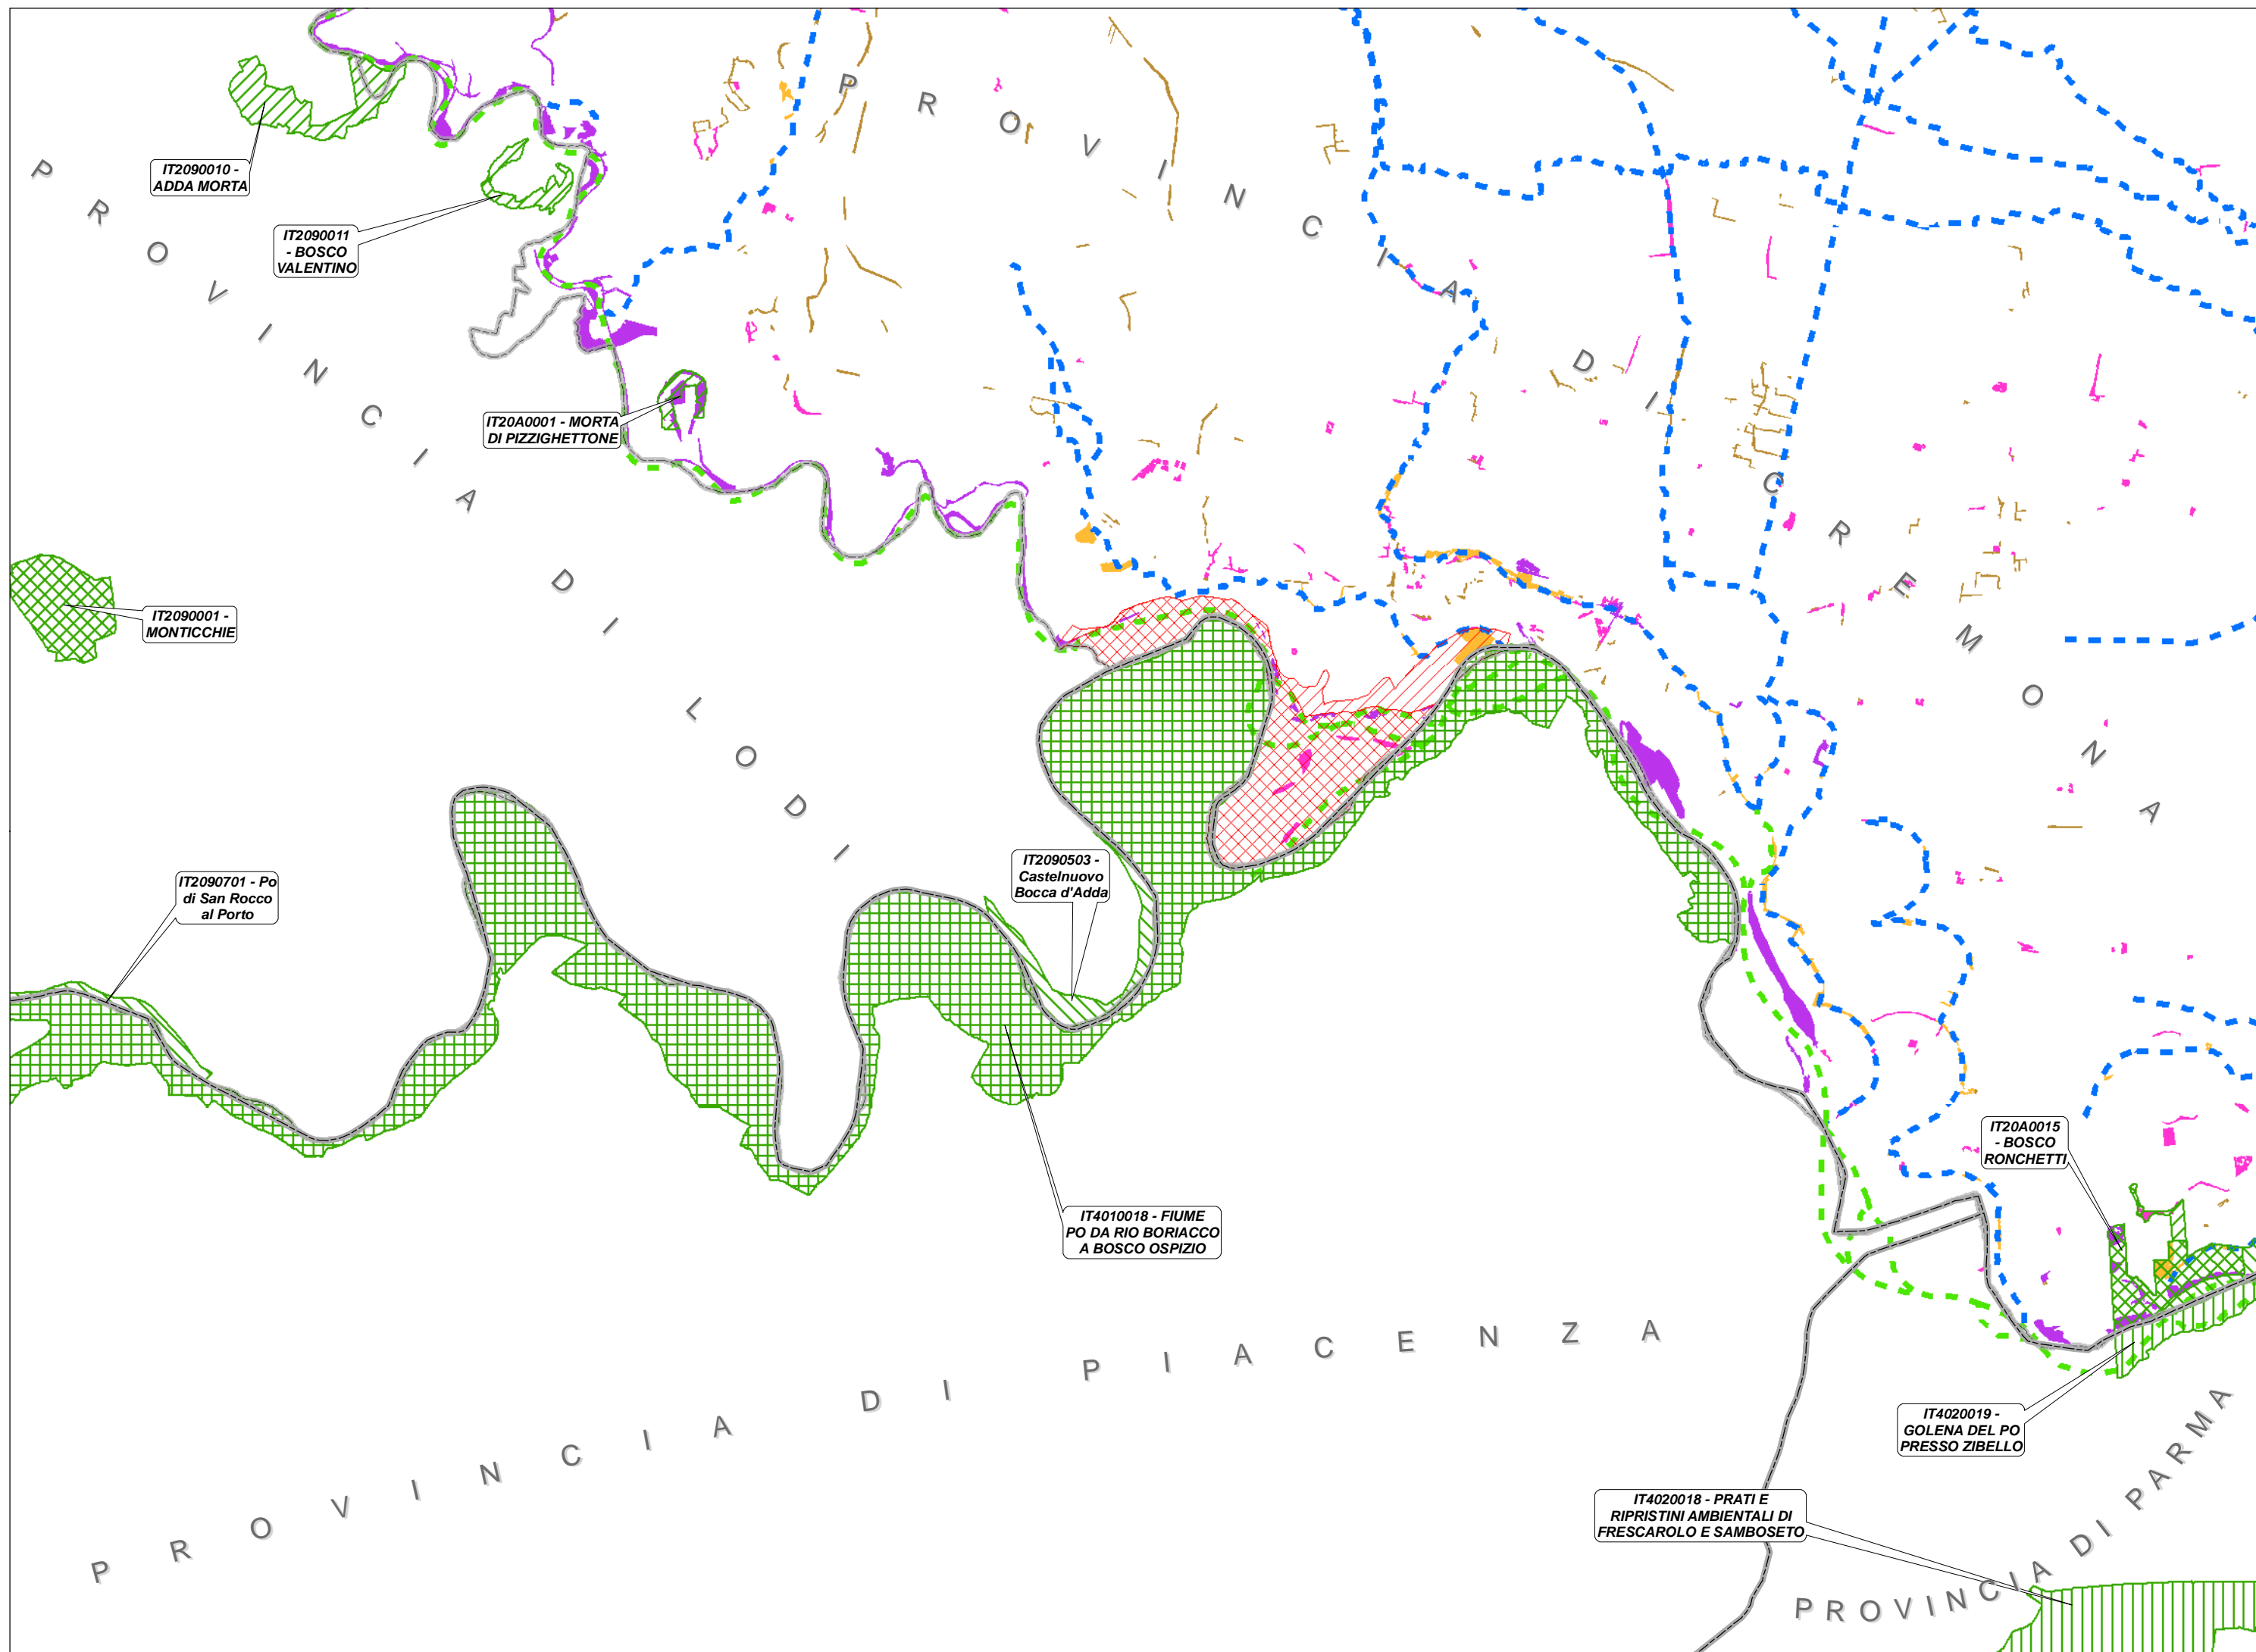 PROVINCIA DI CREMONA
PROVINCIA DI LODI
IT2090010 -
ADDA MORTA
IT2090011
- BOSCO
VALENTINO
IT20A0001 - MORTA
DI PIZZIGHETTONE
IT2090001 -
MONTICCHIE
IT2090701 - Po
di San Rocco
al Porto
IT2090503 -
Castelnuovo
Bocca d'Adda
IT4010018 - FIUME
PO DA RIO BORIACCO
A BOSCO OSPIZIO
IT20A0015
- BOSCO
RONCHETTI
PROVINCIA DI PIACENZA
IT4020019 -
GOLENA DEL PO
PRESSO ZIBELLO
IT4020018 - PRATI E
RIPRISTINI AMBIENTALI DI
FRESCAROLO E SAMBOSETO
PROVINCIA DI PARMA